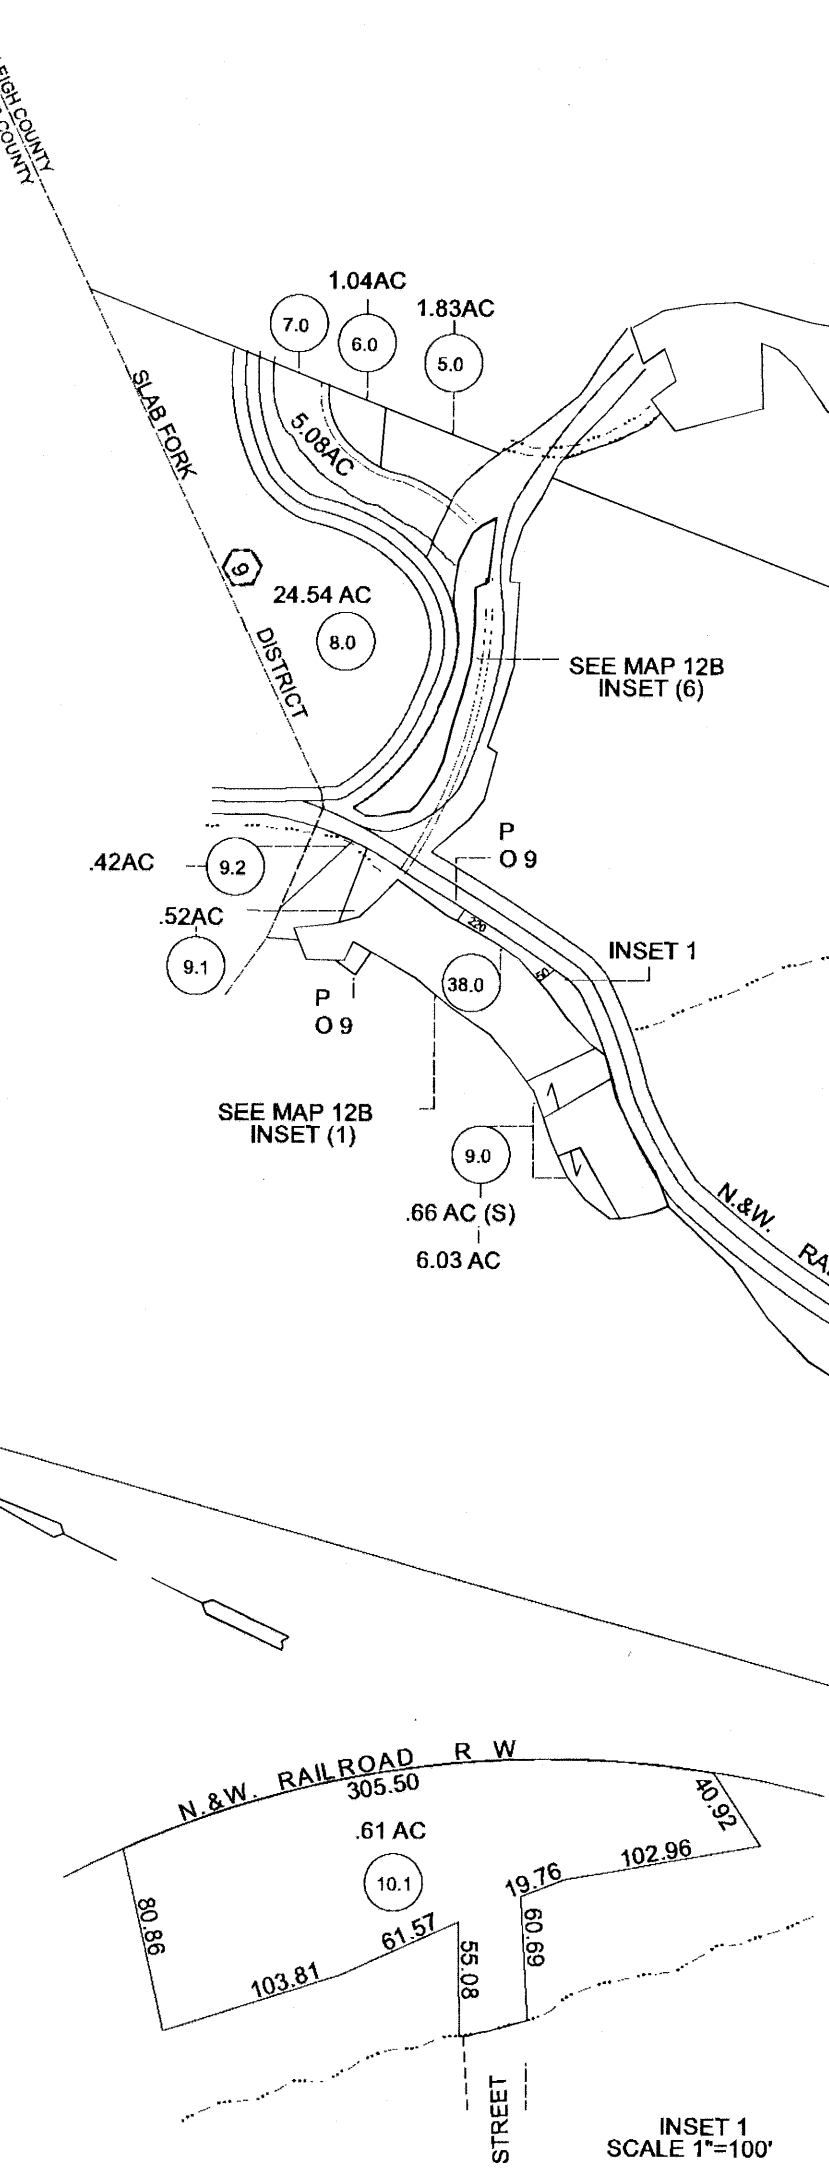 COUNTY
COUNTY
1.04AC
7.0
6.0
1.83AC
5.0
SLAB FORK
5.08AC
9
24.54 AC
8.0
DISTRICT
SEE MAP 12B
INSET (6)
.42AC
9.2
P
O 9
.52AC
9.1
220
INSET 1
50
38.0
P
O 9
SEE MAP 12B
INSET (1)
9.0
.66 AC (S)
6.03 AC
N.&W.
N.&W. RAILROAD R W
305.50
.61 AC
10.1
40.92
102.96
19.76
60.69
80.86
61.57
103.81
55.08
STREET
INSET 1
SCALE 1"=100'